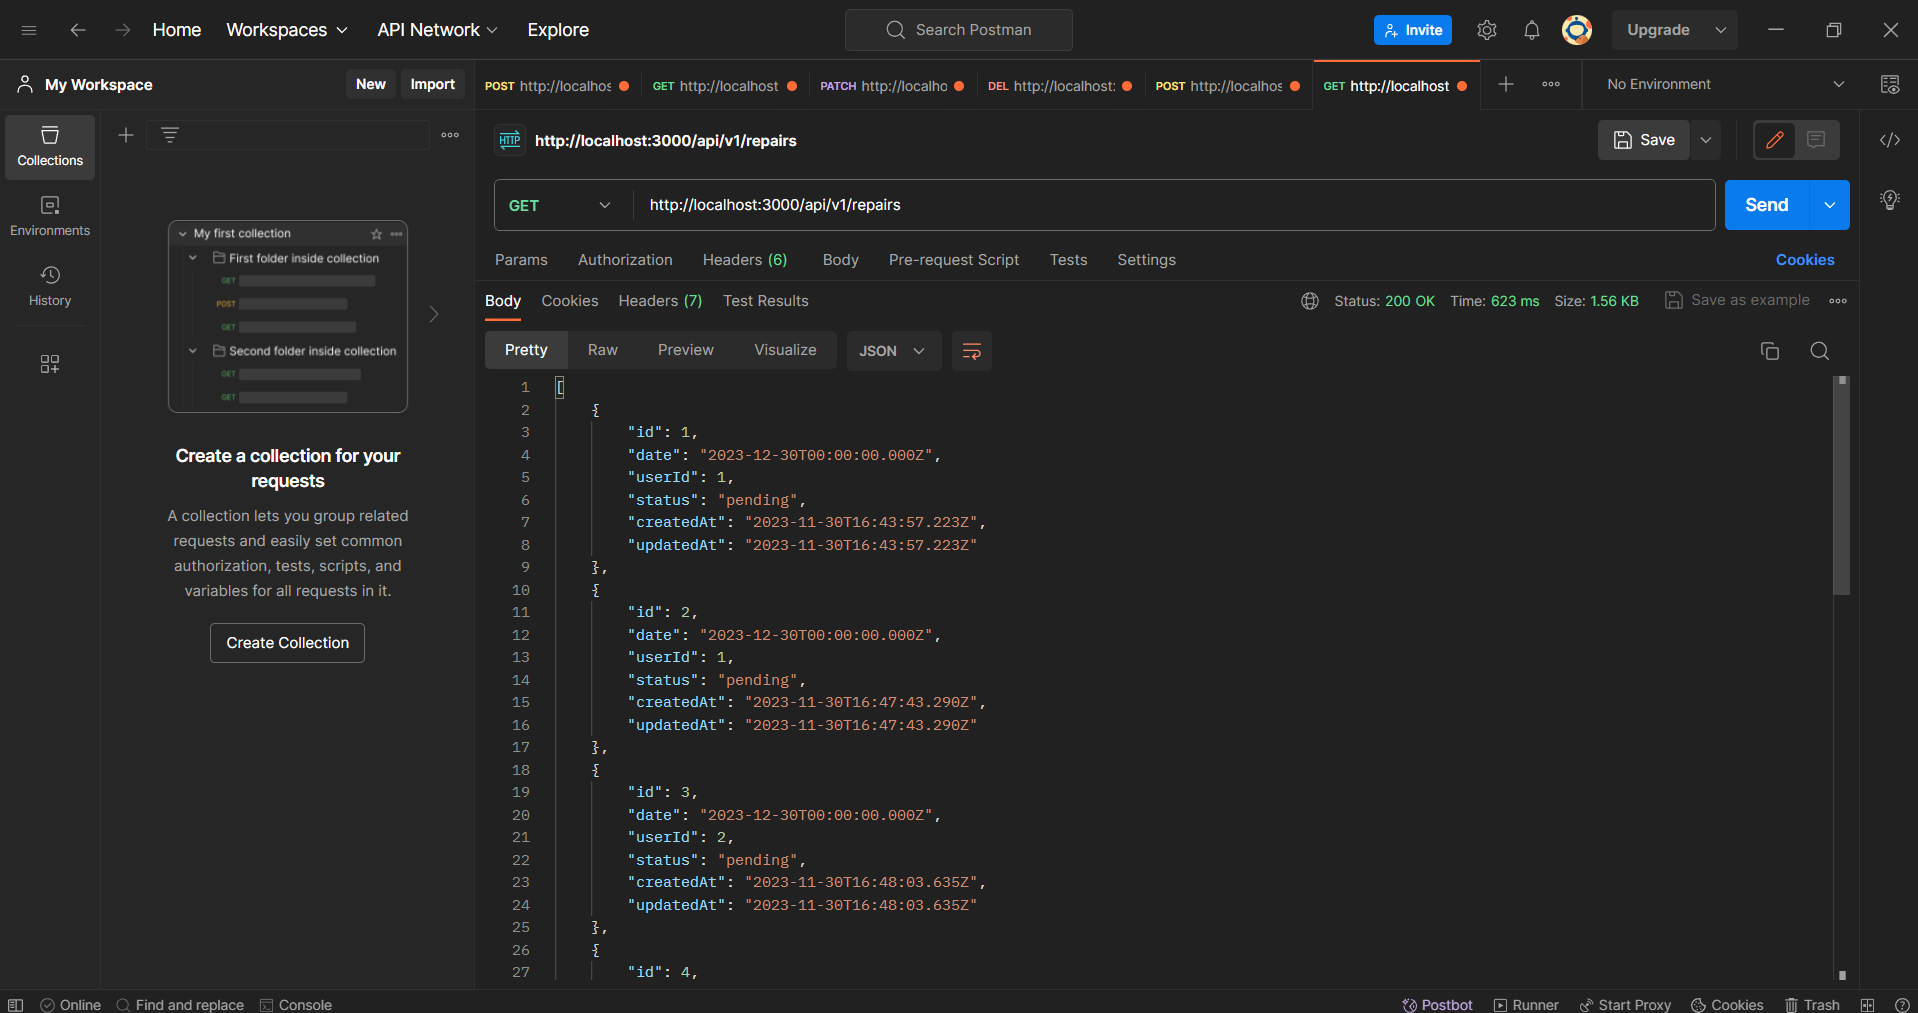 Home
Workspaces
API Network
Explore
Search Postman
Invite
Upgrade
My Workspace
New
Import
POST http://localhos
GET http://localhost
PATCH http://localho
DEL http://localhost:
POST http://localhos
GET http://localhost
No Environment
Collections
Environments
History
My first collection
First folder inside collection
GET
POST
GET
Second folder inside collection
GET
GET
Create a collection for your
requests
A collection lets you group related
requests and easily set common
authorization, tests, scripts, and
variables for all requests in it.
Create Collection
HTTP http://localhost:3000/api/v1/repairs
Save
GET http://localhost:3000/api/v1/repairs
Send
Params Authorization Headers (6) Body Pre-request Script Tests Settings Cookies
Body Cookies Headers (7) Test Results Status: 200 OK Time: 623 ms Size: 1.56 KB Save as example
Pretty Raw Preview Visualize JSON
1 [
2 {
3 "id": 1,
4 "date": "2023-12-30T00:00:00.000Z",
5 "userId": 1,
6 "status": "pending",
7 "createdAt": "2023-11-30T16:43:57.223Z",
8 "updatedAt": "2023-11-30T16:43:57.223Z"
9 },
10 {
11 "id": 2,
12 "date": "2023-12-30T00:00:00.000Z",
13 "userId": 1,
14 "status": "pending",
15 "createdAt": "2023-11-30T16:47:43.290Z",
16 "updatedAt": "2023-11-30T16:47:43.290Z"
17 },
18 {
19 "id": 3,
20 "date": "2023-12-30T00:00:00.000Z",
21 "userId": 2,
22 "status": "pending",
23 "createdAt": "2023-11-30T16:48:03.635Z",
24 "updatedAt": "2023-11-30T16:48:03.635Z"
25 },
26 {
27 "id": 4,
Online Find and replace Console Postbot Runner Start Proxy Cookies Trash